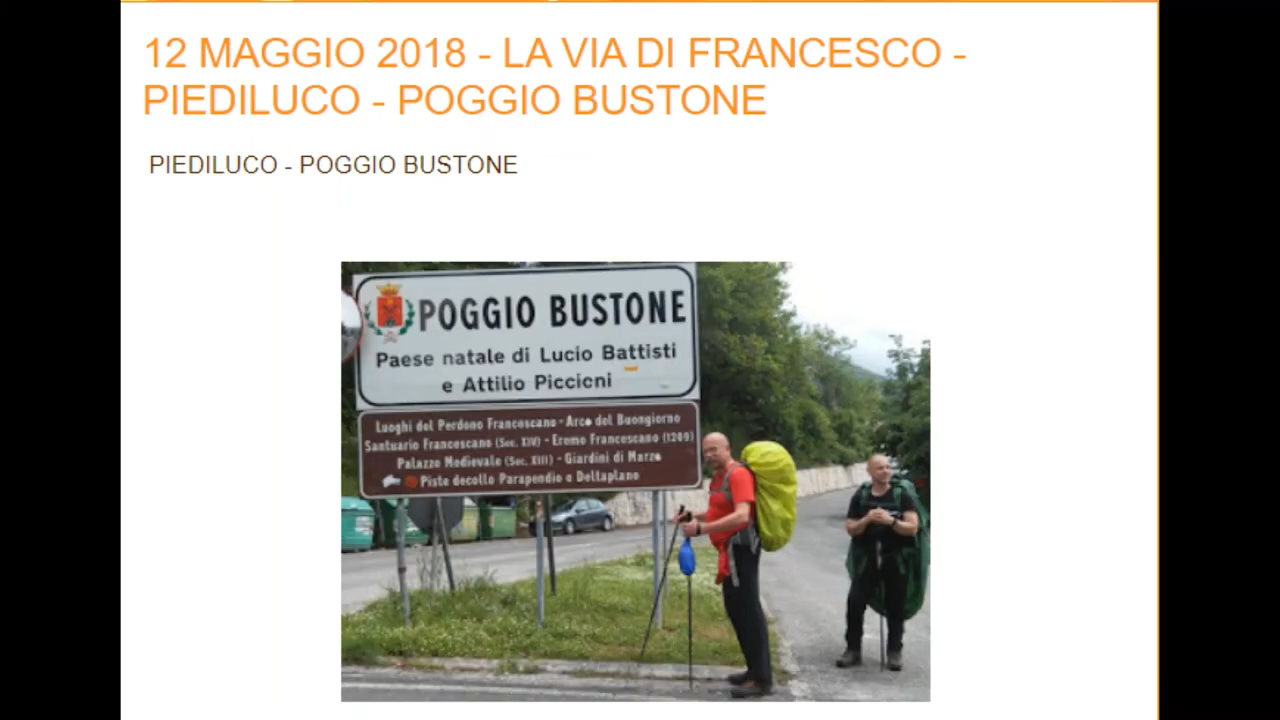 12 MAGGIO 2018 - LA VIA DI FRANCESCO -
PIEDILUCO - POGGIO BUSTONE
PIEDILUCO - POGGIO BUSTONE
POGGIO BUSTONE
Paese natale di Lucio Battisti
e Attilio Piccioni
Luoghi del Perdono Francescano - Arco del Buongiorno
Santuario Francescano (Sec. XIV) - Eremo Francescano (1209)
Palazzo Medievale (Sec. XIII) - Giardini di Marzo
Piste decollo Parapendio e Deltaplano